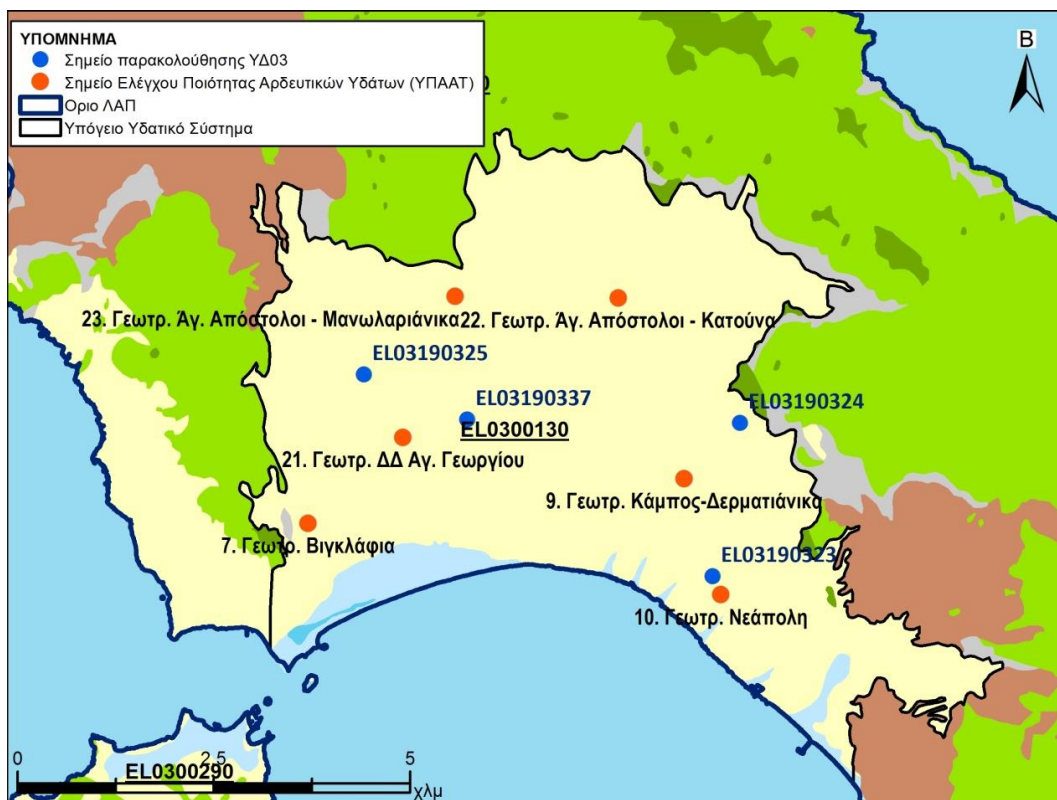 ΥΠΟΜΝΗΜΑ
Σημείο παρακολούθησης ΥΔ03
Σημείο Ελέγχου Ποιότητας Αρδευτικών Υδάτων (ΥΠΑΑΤ)
Οριο ΛΑΠ
Υπόγειο Υδατικό Σύστημα
0
Β
23. Γεωτρ. Άγ. Απόστολοι - Μανωλαριάνικα
22. Γεωτρ. Άγ. Απόστολοι - Κατούνα
EL03190325
EL03190337
EL03190324
EL0300130
21. Γεωτρ. ΔΔ Αγ. Γεωργίου
9. Γεωτρ. Κάμπος-Δερματιάνικα
7. Γεωτρ. Βιγκλάφια
EL03190323
10. Γεωτρ. Νεάπολη
0 2,5 5
EL0300290
χλμ